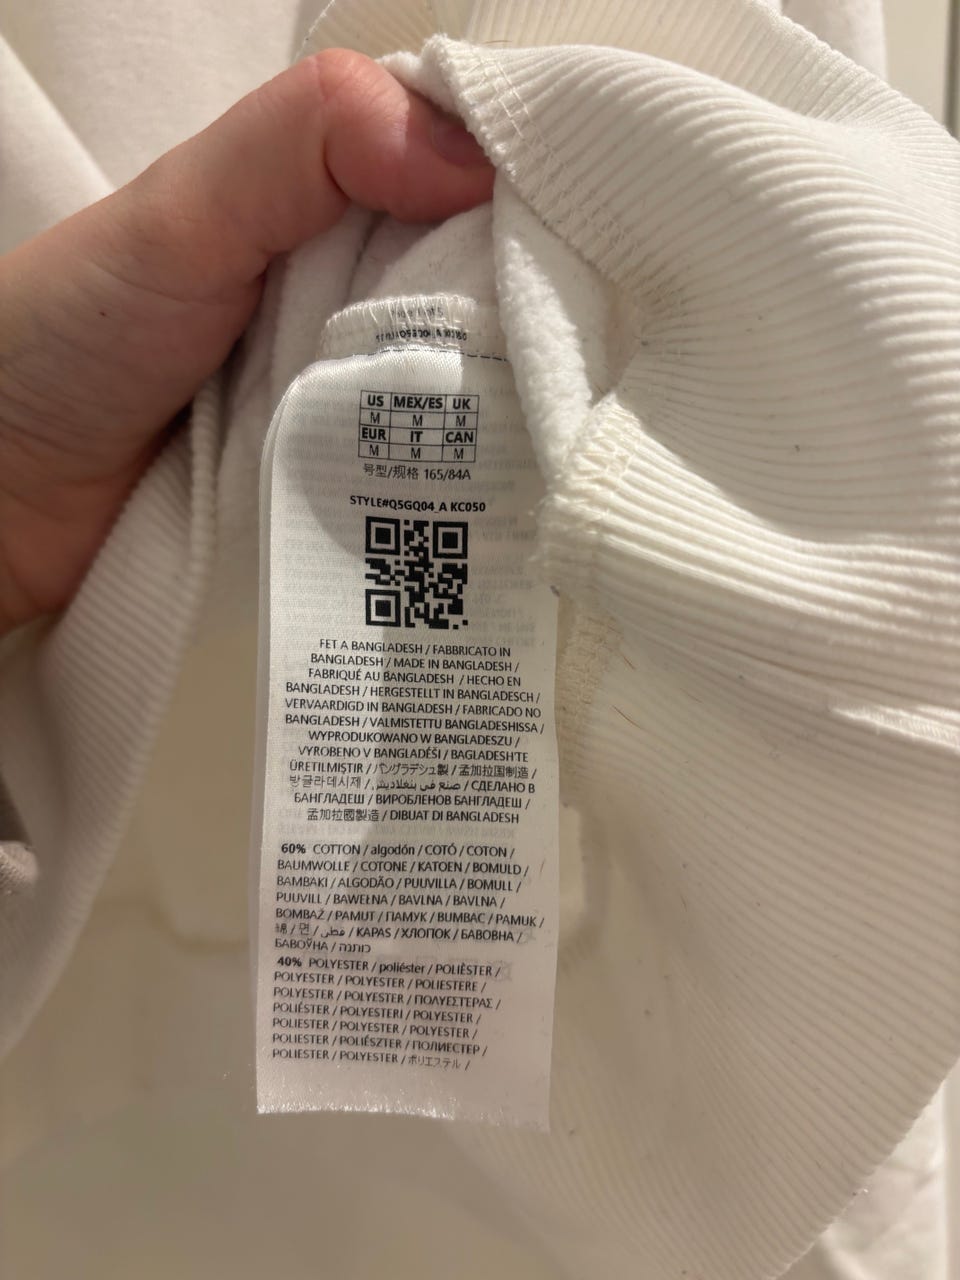 US MEX/ES UK
M M M
EUR IT CAN
M M M
号型/规格 165/84A
STYLE#Q5GQ04_A KC050
FET A BANGLADESH / FABBRICATO IN
BANGLADESH / MADE IN BANGLADESH /
FABRIQUÉ AU BANGLADESH / HECHO EN
BANGLADESH / HERGESTELLT IN BANGLADESCH /
VERVAARDIGD IN BANGLADESH / FABRICADO NO
BANGLADESH / VALMISTETTU BANGLADESHISSA /
WYPRODUKOWANO W BANGLADESZU /
VYROBENO V BANGLADÉŠI / BAGLADEŞH'TE
ÜRETILMIŞTIR / バングラデシュ製 / 孟加拉国制造 /
방글라데시제 / صنع في بنغلاديش / СДЕЛАНО В
БАНГЛАДЕШ / ВИРОБЛЕНОВ БАНГЛАДЕШ /
孟加拉國製造 / DIBUAT DI BANGLADESH
60% COTTON / algodón / COTÓ / COTON /
BAUMWOLLE / COTONE / KATOEN / BOMULD /
BAMBAKI / ALGODÃO / PUUVILLA / BOMULL /
PUUVILL / BAWEŁNA / BAVLNA / BAVLNA /
BOMBAŽ / PAMUT / ПАМУК / BUMBAC / PAMUK /
綿 / 면 / قطن / KAPAS / ХЛОПОК / БАВОВНА /
БАВОЎНА / כותנה
40% POLYESTER / poliéster / POLIÈSTER /
POLYESTER / POLYESTER / POLIESTERE /
POLYESTER / POLYESTER / ΠΟΛΥΕΣΤΕΡΑΣ /
POLIÉSTER / POLYESTERI / POLYESTER /
POLIESTER / POLYESTER / POLYESTER /
POLIESTER / POLIÉSZTER / ПОЛИЕСТЕР /
POLIESTER / POLYESTER / ポリエステル /